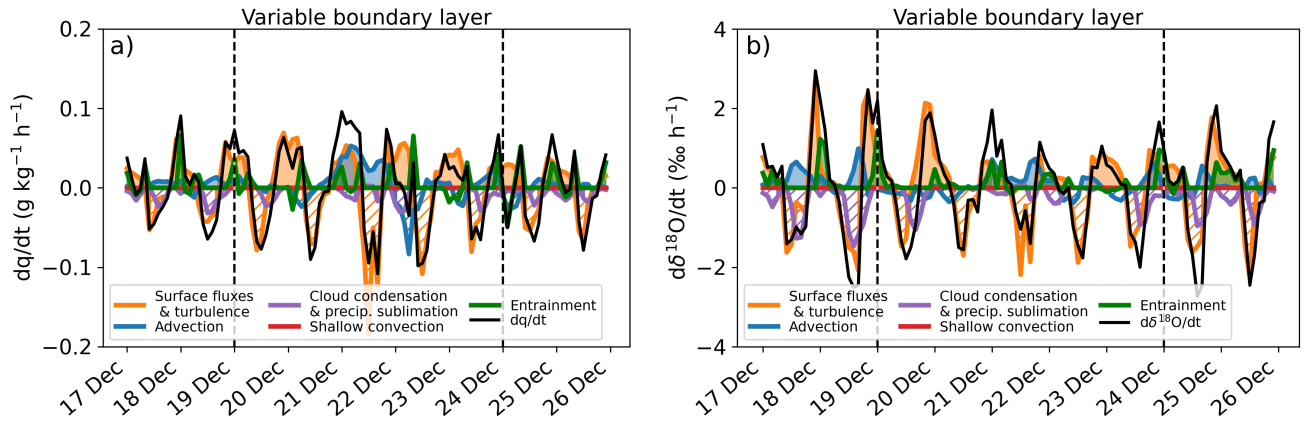 Variable boundary layer
a)
dq/dt (g kg⁻¹ h⁻¹)
0.2
0.1
0.0
−0.1
−0.2
Surface fluxes
& turbulence
Advection
Cloud condensation
& precip. sublimation
Shallow convection
Entrainment
dq/dt
17 Dec
18 Dec
19 Dec
20 Dec
21 Dec
22 Dec
23 Dec
24 Dec
25 Dec
26 Dec
Variable boundary layer
b)
dδ¹⁸O/dt (‰ h⁻¹)
4
2
0
−2
−4
Surface fluxes
& turbulence
Advection
Cloud condensation
& precip. sublimation
Shallow convection
Entrainment
dδ¹⁸O/dt
17 Dec
18 Dec
19 Dec
20 Dec
21 Dec
22 Dec
23 Dec
24 Dec
25 Dec
26 Dec